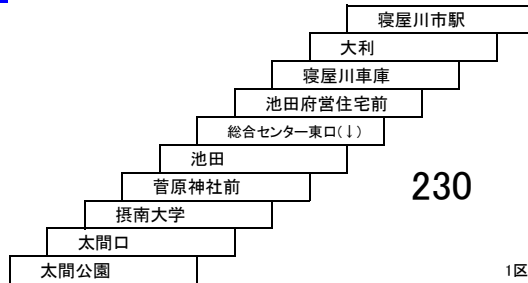 寝屋川市駅
大利
寝屋川車庫
池田府営住宅前
総合センター東口(↓)
池田
菅原神社前
230
摂南大学
太間口
太間公園
1区